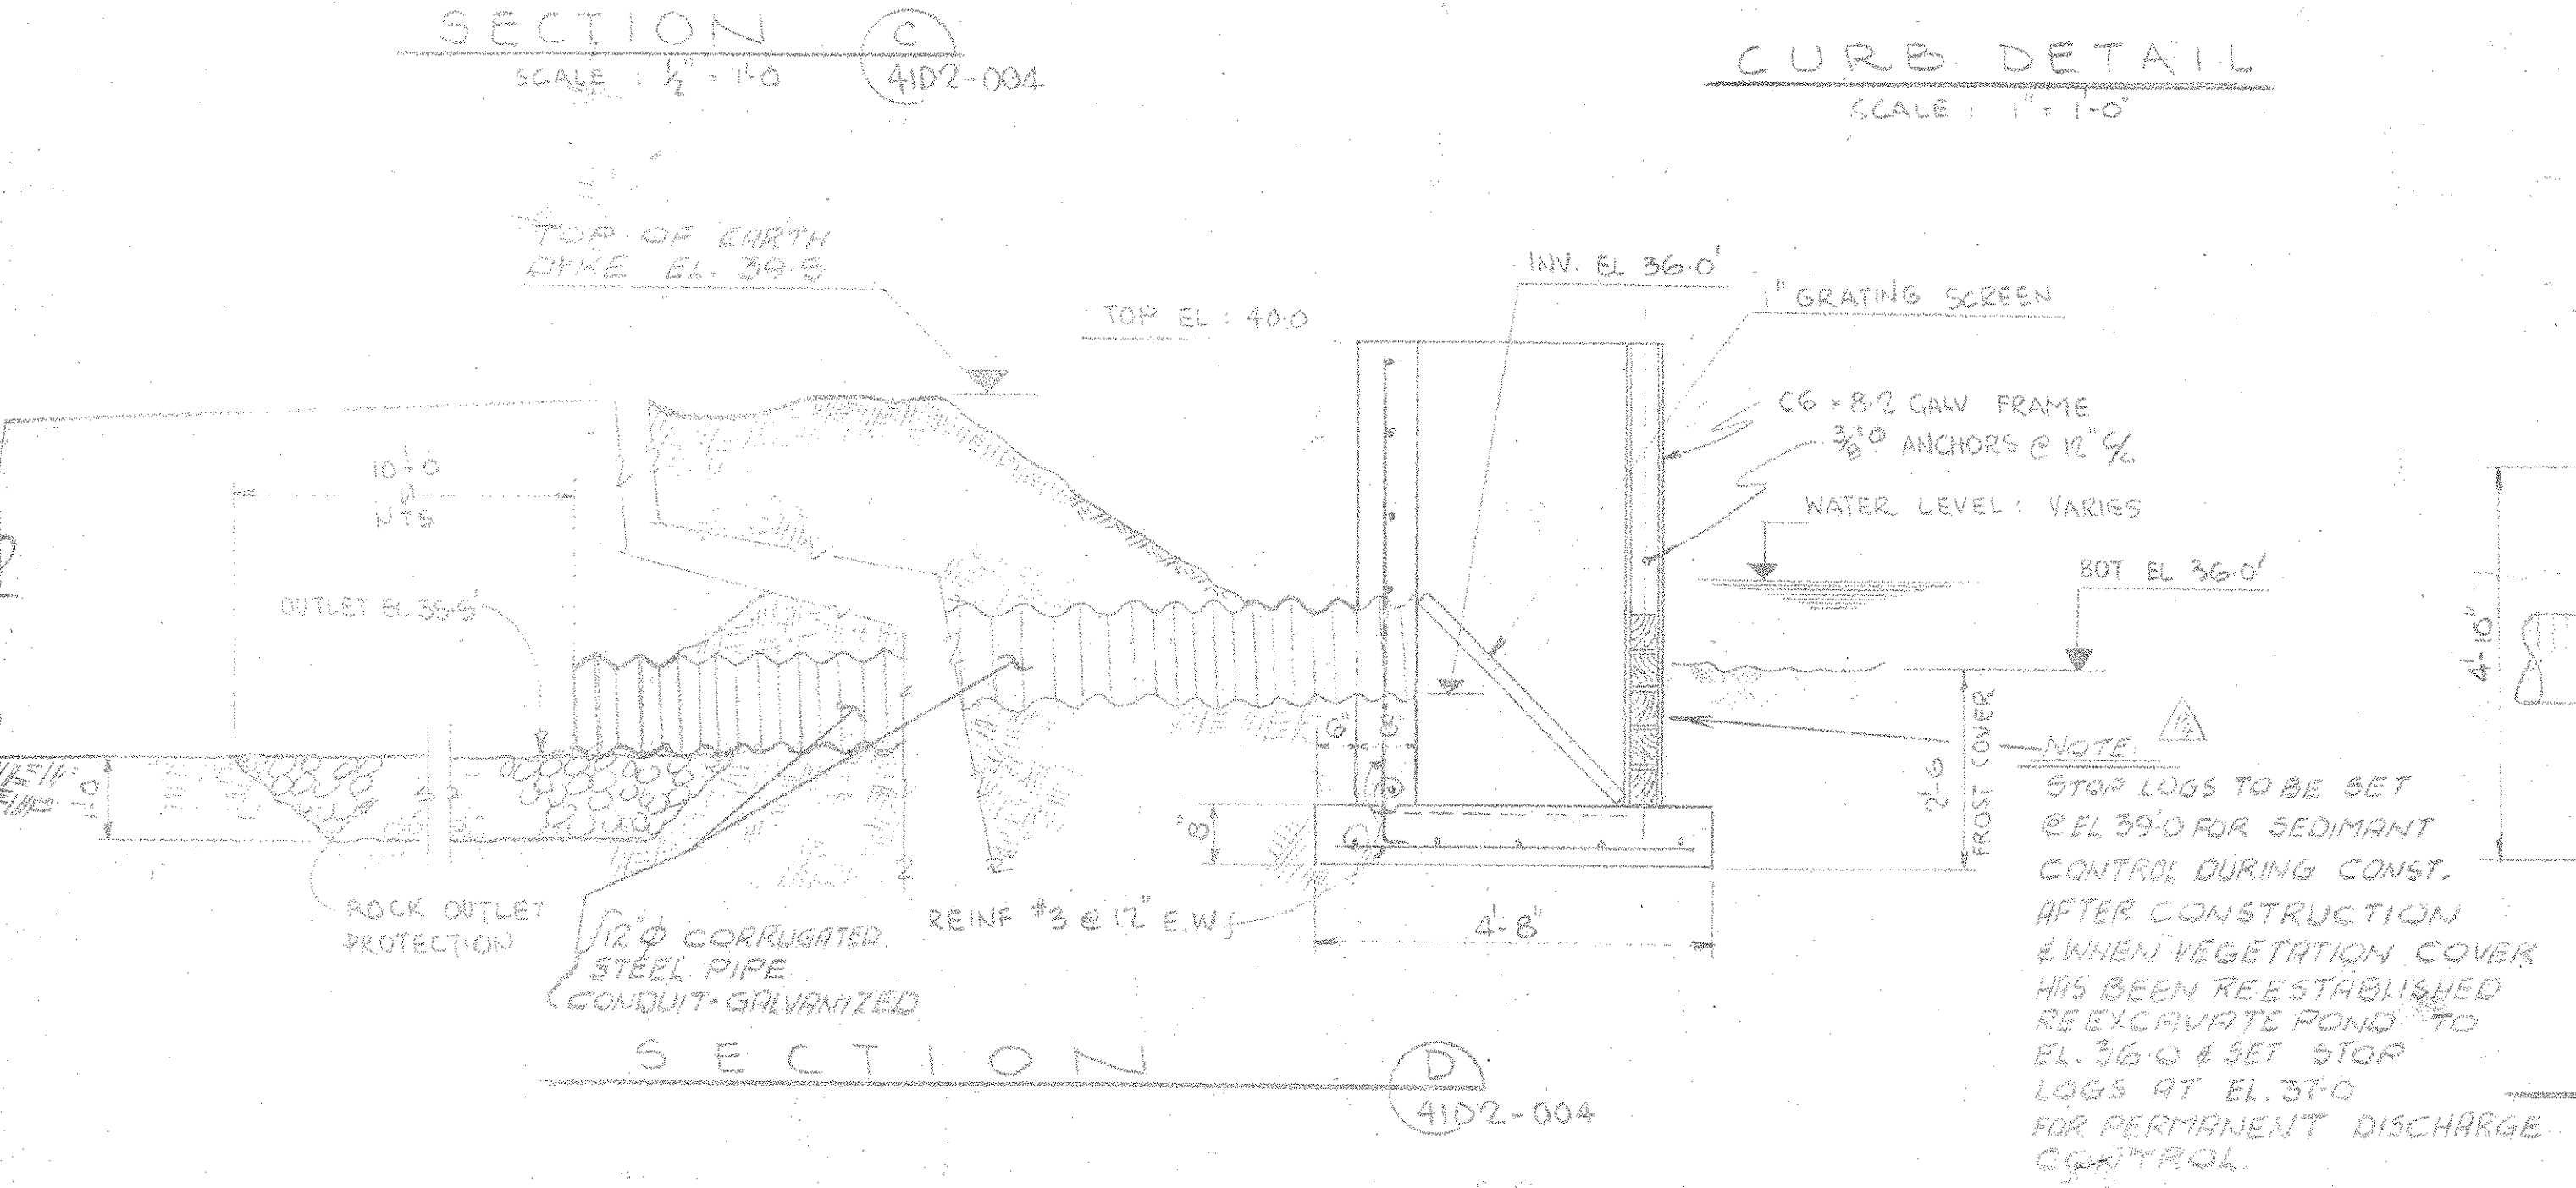 SECTION C
SCALE : ½" = 1'-0 41D2-004
CURB DETAIL
SCALE : 1" = 1'-0"
TOP OF EARTH
DYKE EL. 39.5
TOP EL : 40.0
INV. EL 36.0'
1" GRATING SCREEN
C6 × 8.2 GALV FRAME
3/8"Ø ANCHORS @ 12" C/L
WATER LEVEL : VARIES
BOT EL 36.0'
10'-0
NTS
OUTLET EL 35.5'
1'-0
6" 8"
8"
2'-6
FROST COVER
4'-8"
ROCK OUTLET
PROTECTION
12"Ø CORRUGATED
STEEL PIPE
CONDUIT-GALVANIZED
REINF #3 @ 12" E.W.
NOTE:
STOP LOGS TO BE SET
@ EL 39.0 FOR SEDIMANT
CONTROL DURING CONST.
AFTER CONSTRUCTION
& WHEN VEGETATION COVER
HAS BEEN REESTABLISHED
REEXCAVATE POND TO
EL. 36.0 & SET STOP
LOGS AT EL. 37.0
FOR PERMANENT DISCHARGE
CONTROL.
SECTION D
41D2-004